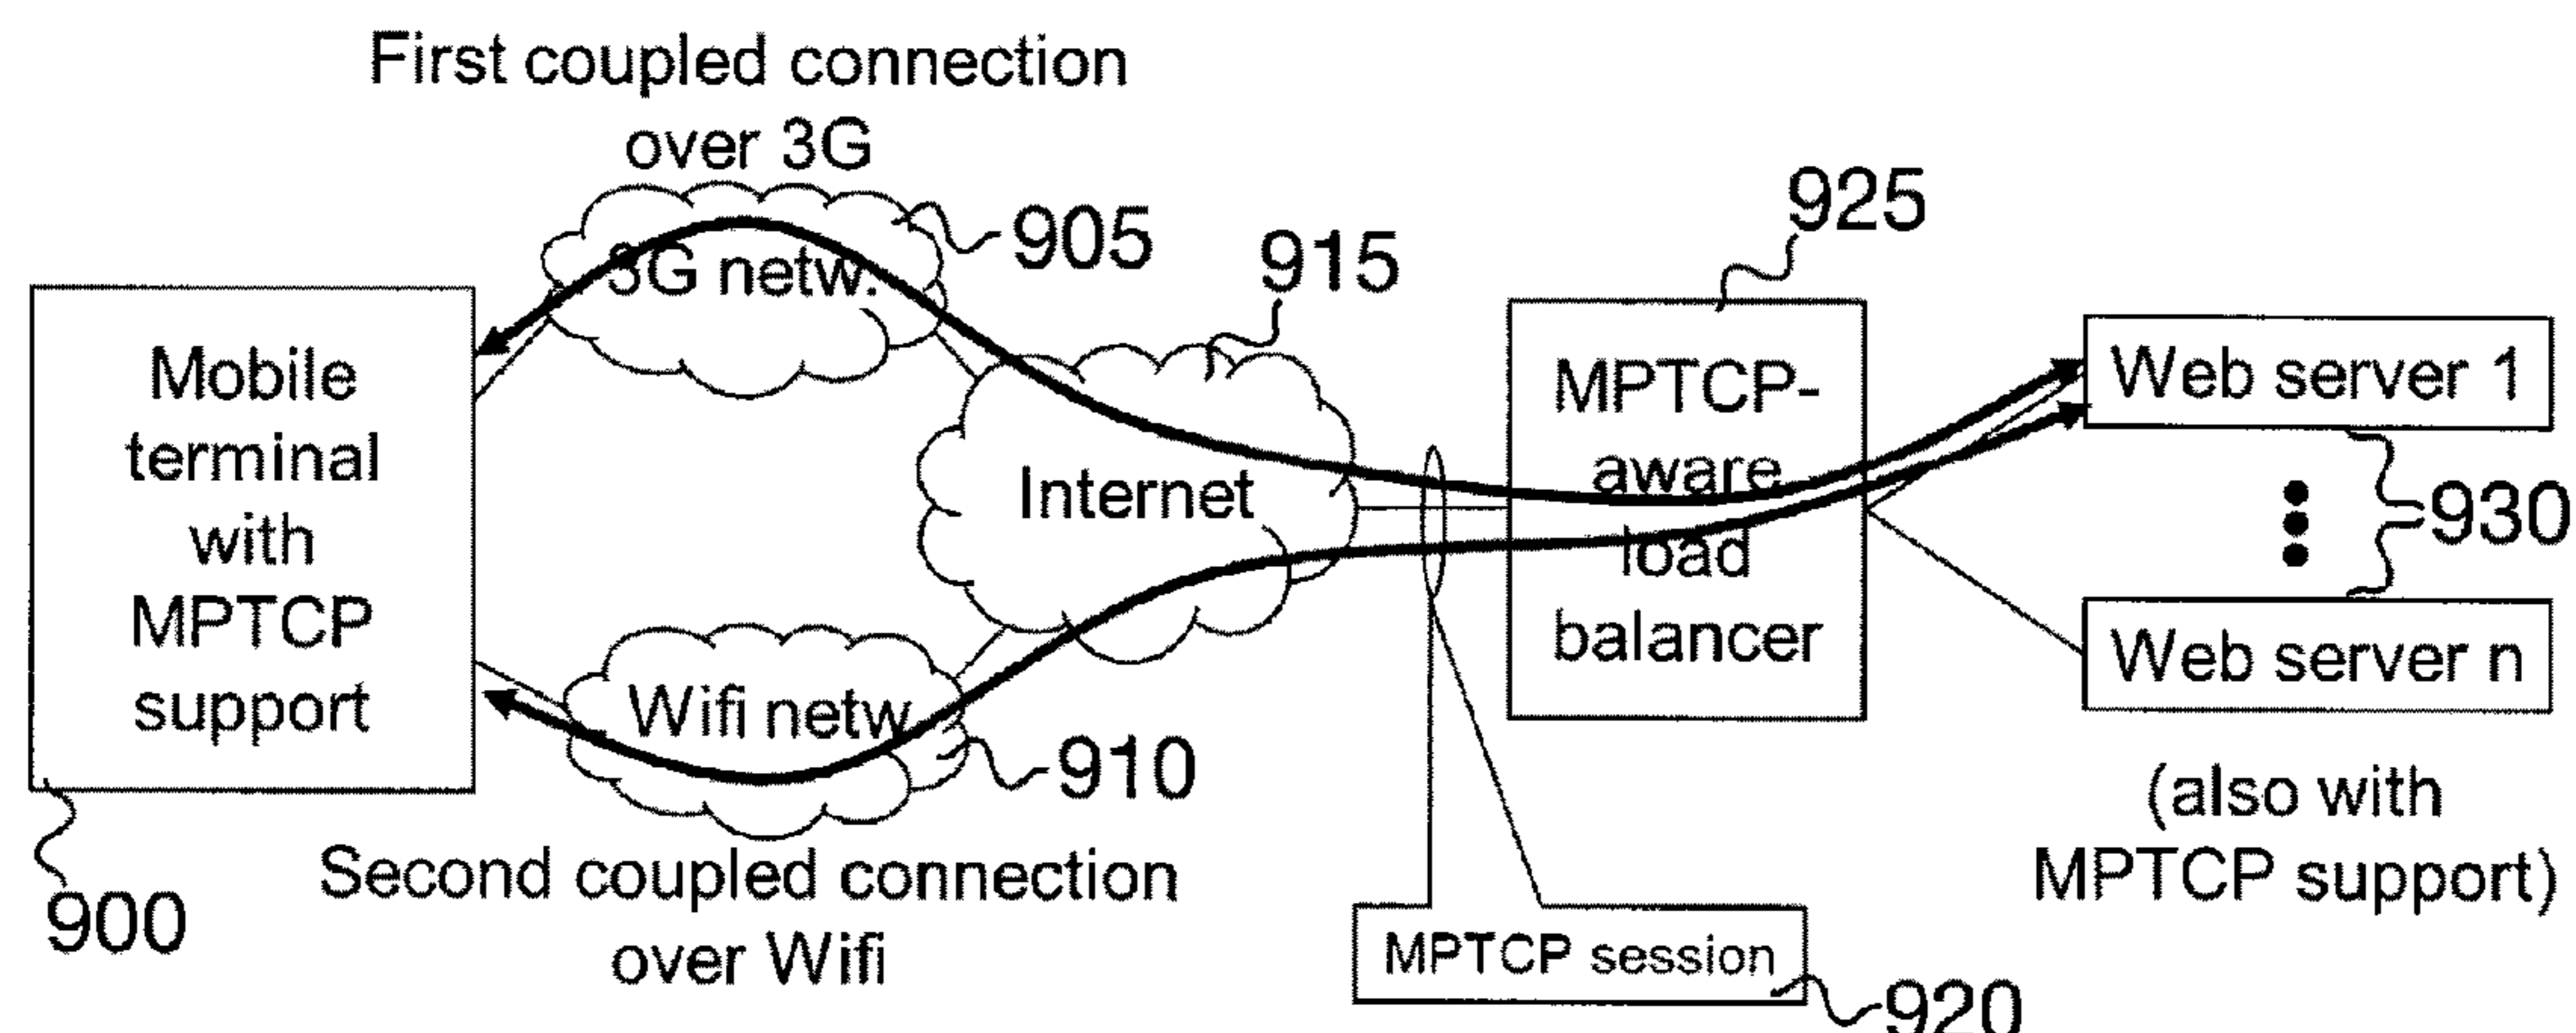 First coupled connection
over 3G
905
3G netw.
915
925
Mobile
terminal
with
MPTCP
support
900
Internet
MPTCP-
aware
load
balancer
Web server 1
930
Web server n
(also with
MPTCP support)
Wifi netw
910
Second coupled connection
over Wifi
MPTCP session
920